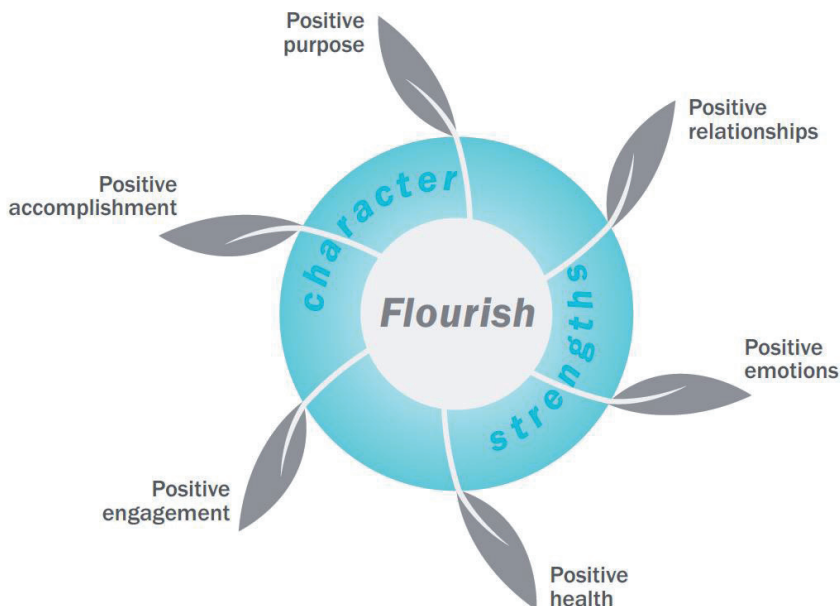 Positive
purpose
Positive
relationships
Positive
accomplishment
character
Flourish
strengths
Positive
emotions
Positive
engagement
Positive
health